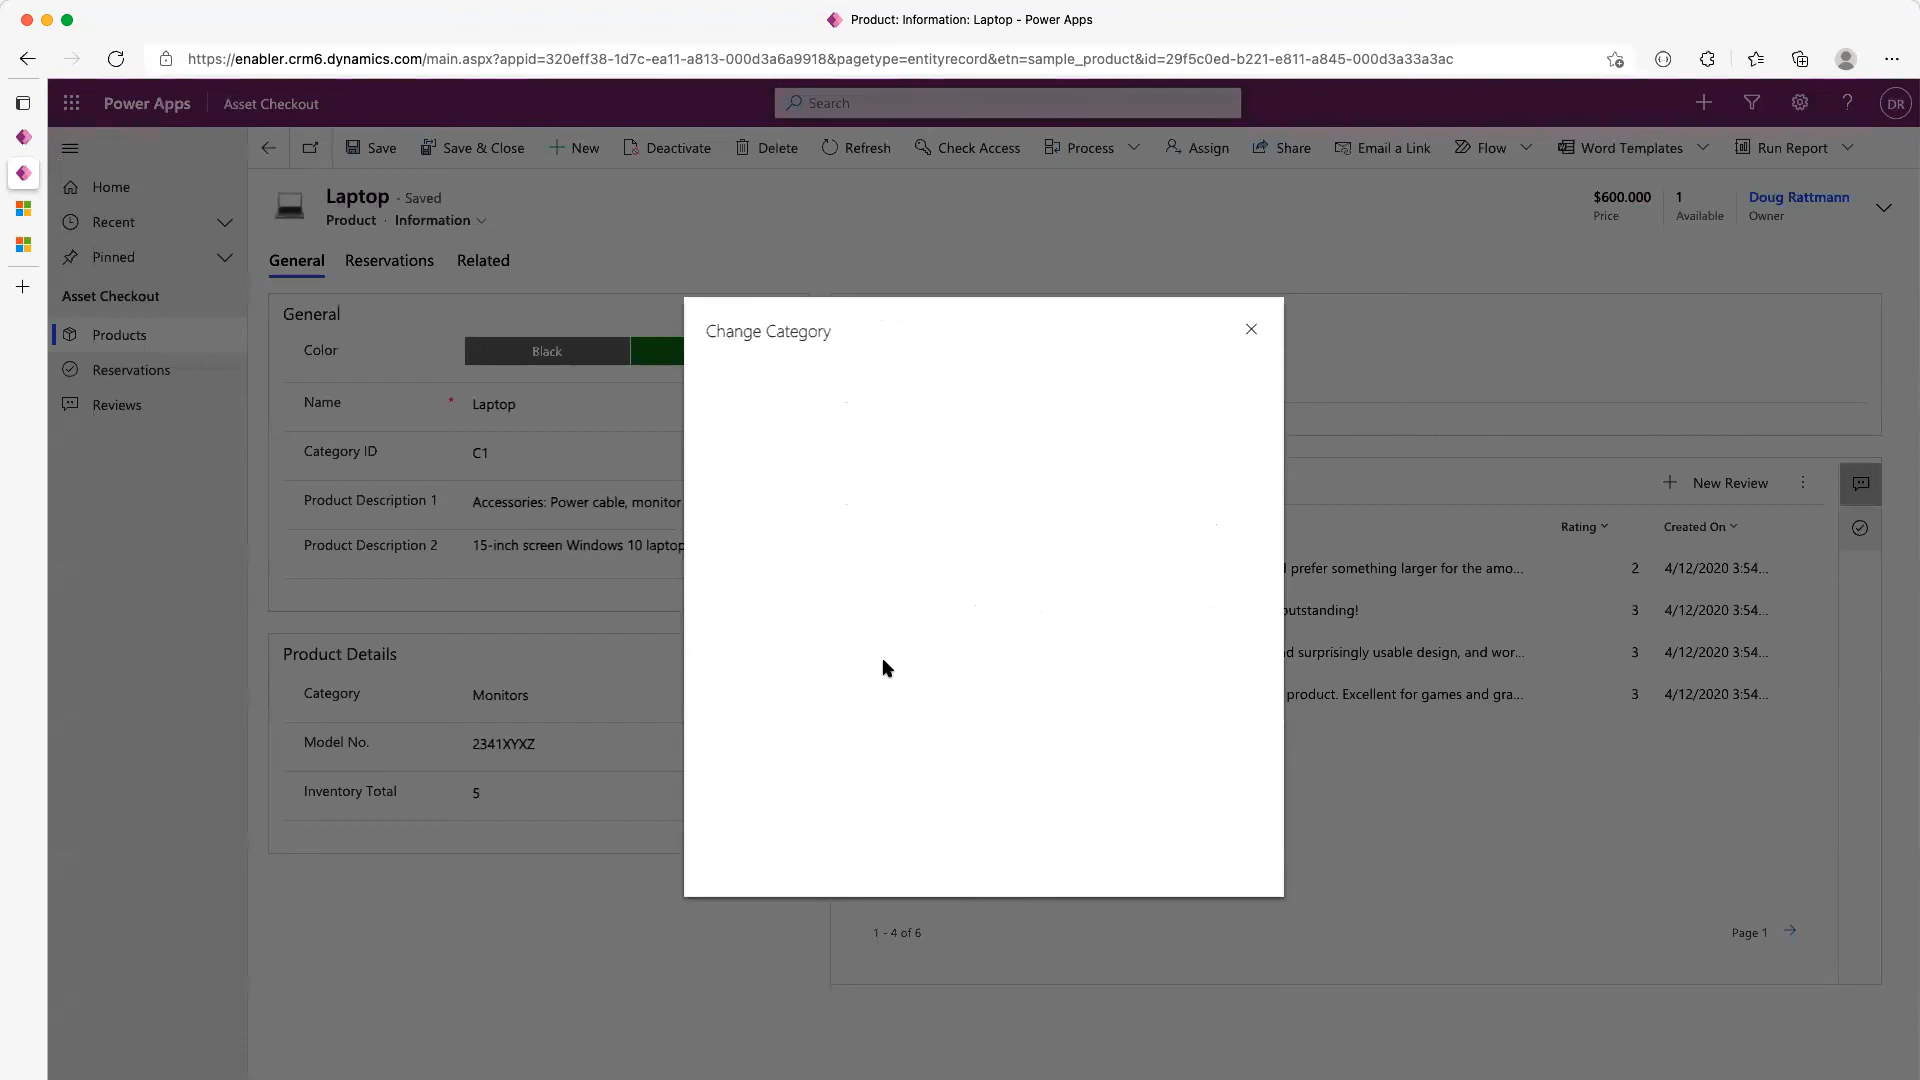 Product: Information: Laptop - Power Apps
https://enabler.crm6.dynamics.com/main.aspx?appid=320eff38-1d7c-ea11-a813-000d3a6a9918&pagetype=entityrecord&etn=sample_product&id=29f5c0ed-b221-e811-a845-000d3a33a3ac
Power Apps
Asset Checkout
Search
DR
Save
Save & Close
New
Deactivate
Delete
Refresh
Check Access
Process
Assign
Share
Email a Link
Flow
Word Templates
Run Report
Home
Recent
Pinned
Asset Checkout
Products
Reservations
Reviews
Laptop - Saved
Product · Information
$600.000
Price
1
Available
Doug Rattmann
Owner
General
Reservations
Related
General
Color
Black
Name * Laptop
Category ID C1
Product Description 1 Accessories: Power cable, monitor
Product Description 2 15-inch screen Windows 10 laptop
Product Details
Category Monitors
Model No. 2341XYXZ
Inventory Total 5
Change Category
New Review
Rating Created On
prefer something larger for the amo... 2 4/12/2020 3:54...
outstanding! 3 4/12/2020 3:54...
surprisingly usable design, and wor... 3 4/12/2020 3:54...
product. Excellent for games and gra... 3 4/12/2020 3:54...
1 - 4 of 6
Page 1